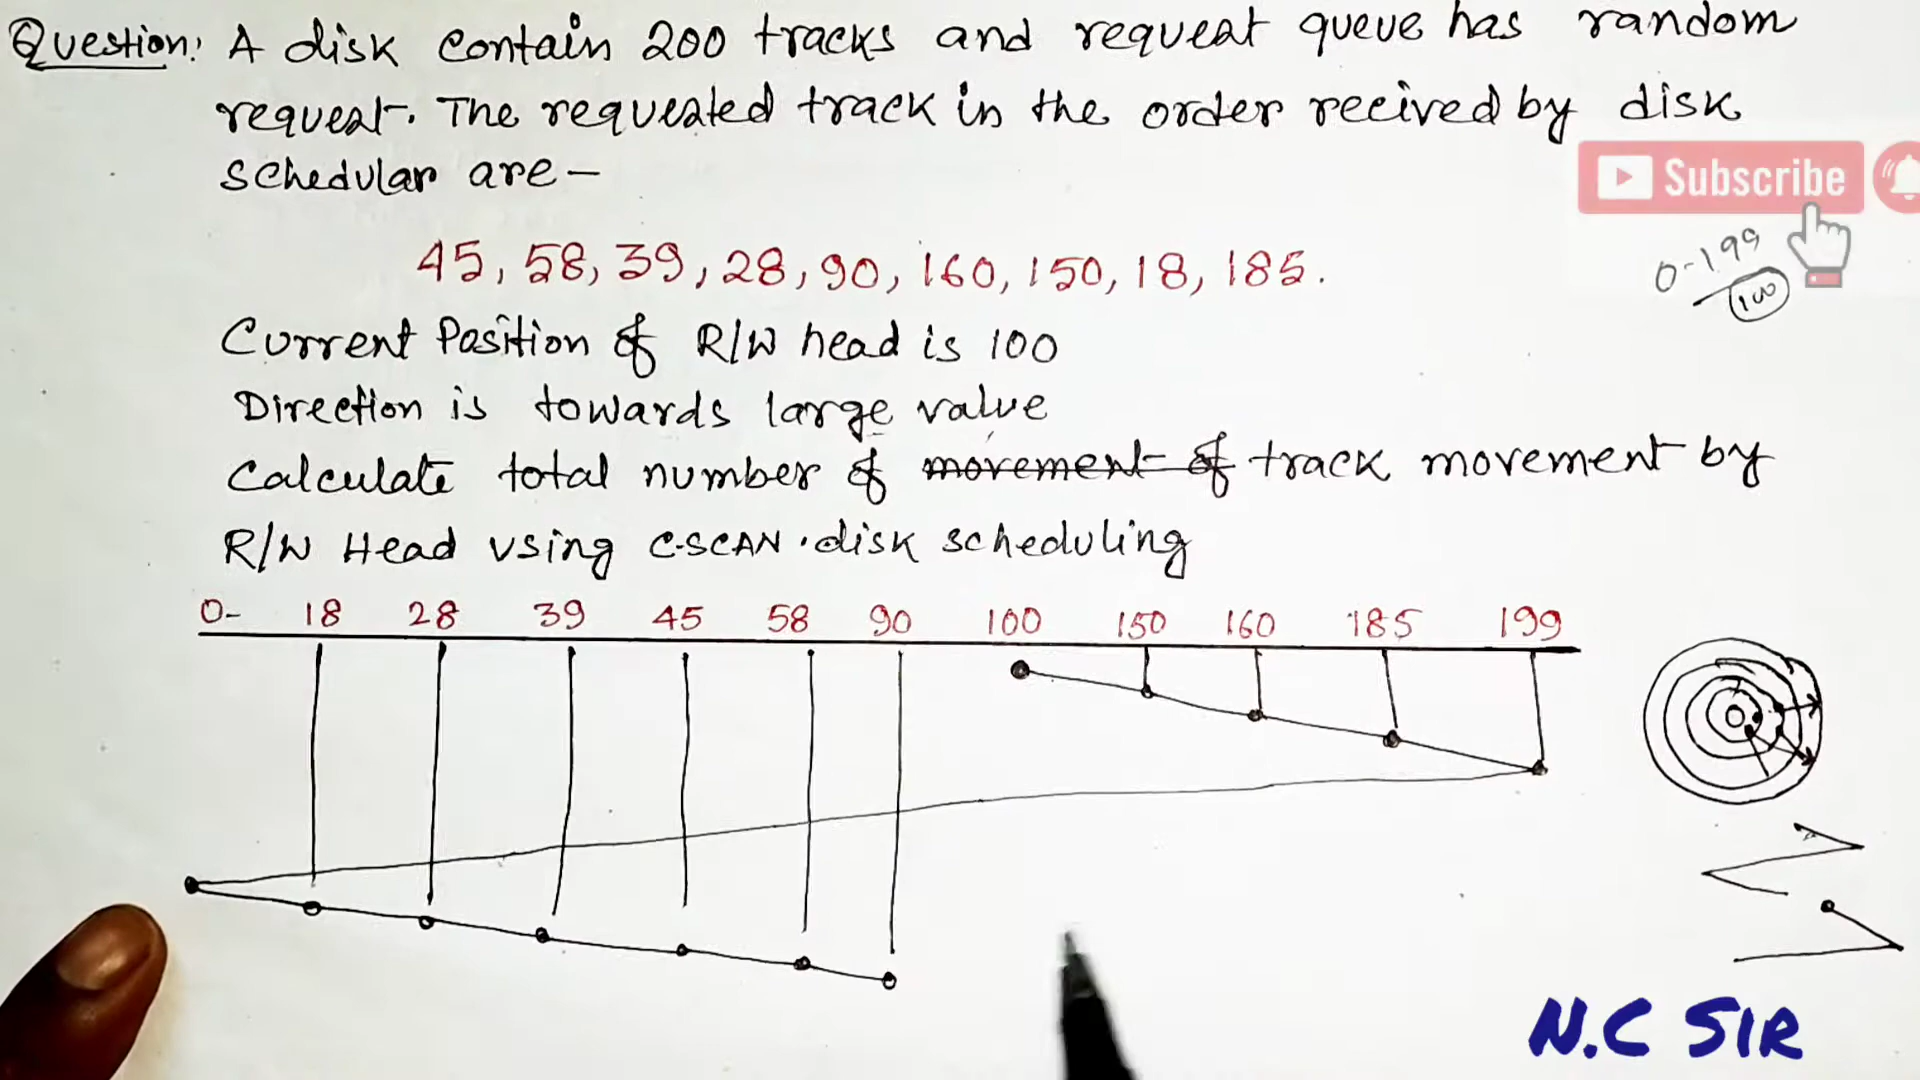 Question: A disk contain 200 tracks and request queue has random
request. The requested track in the order recived by disk
Schedular are -
Subscribe
45, 58, 39, 28, 90, 160, 150, 18, 185.
0-199
100
Current Position of R/W head is 100
Direction is towards large value
Calculate total number of movement of track movement by
R/W Head using C-SCAN disk scheduling
0- 18 28 39 45 58 90 100 150 160 185 199
N.C SIR